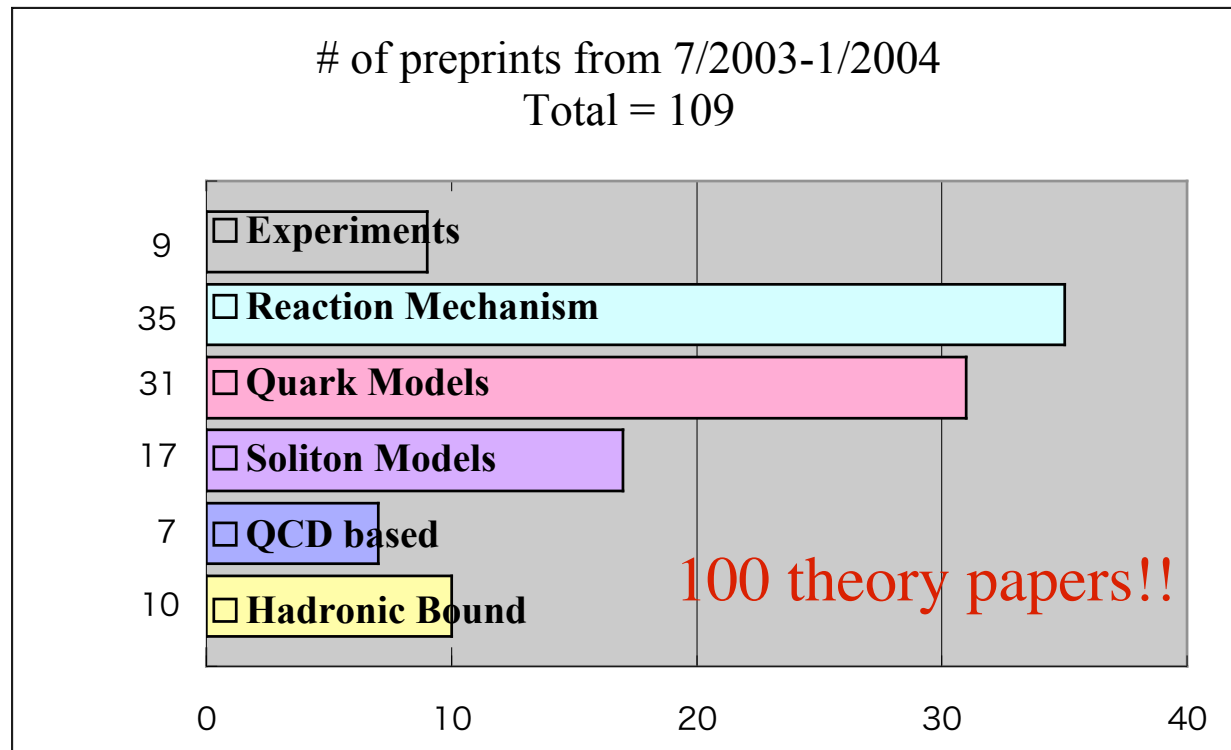 # of preprints from 7/2003-1/2004
Total = 109
9 □ Experiments
35 □ Reaction Mechanism
31 □ Quark Models
17 □ Soliton Models
7 □ QCD based
100 theory papers!!
10 □ Hadronic Bound
0 10 20 30 40